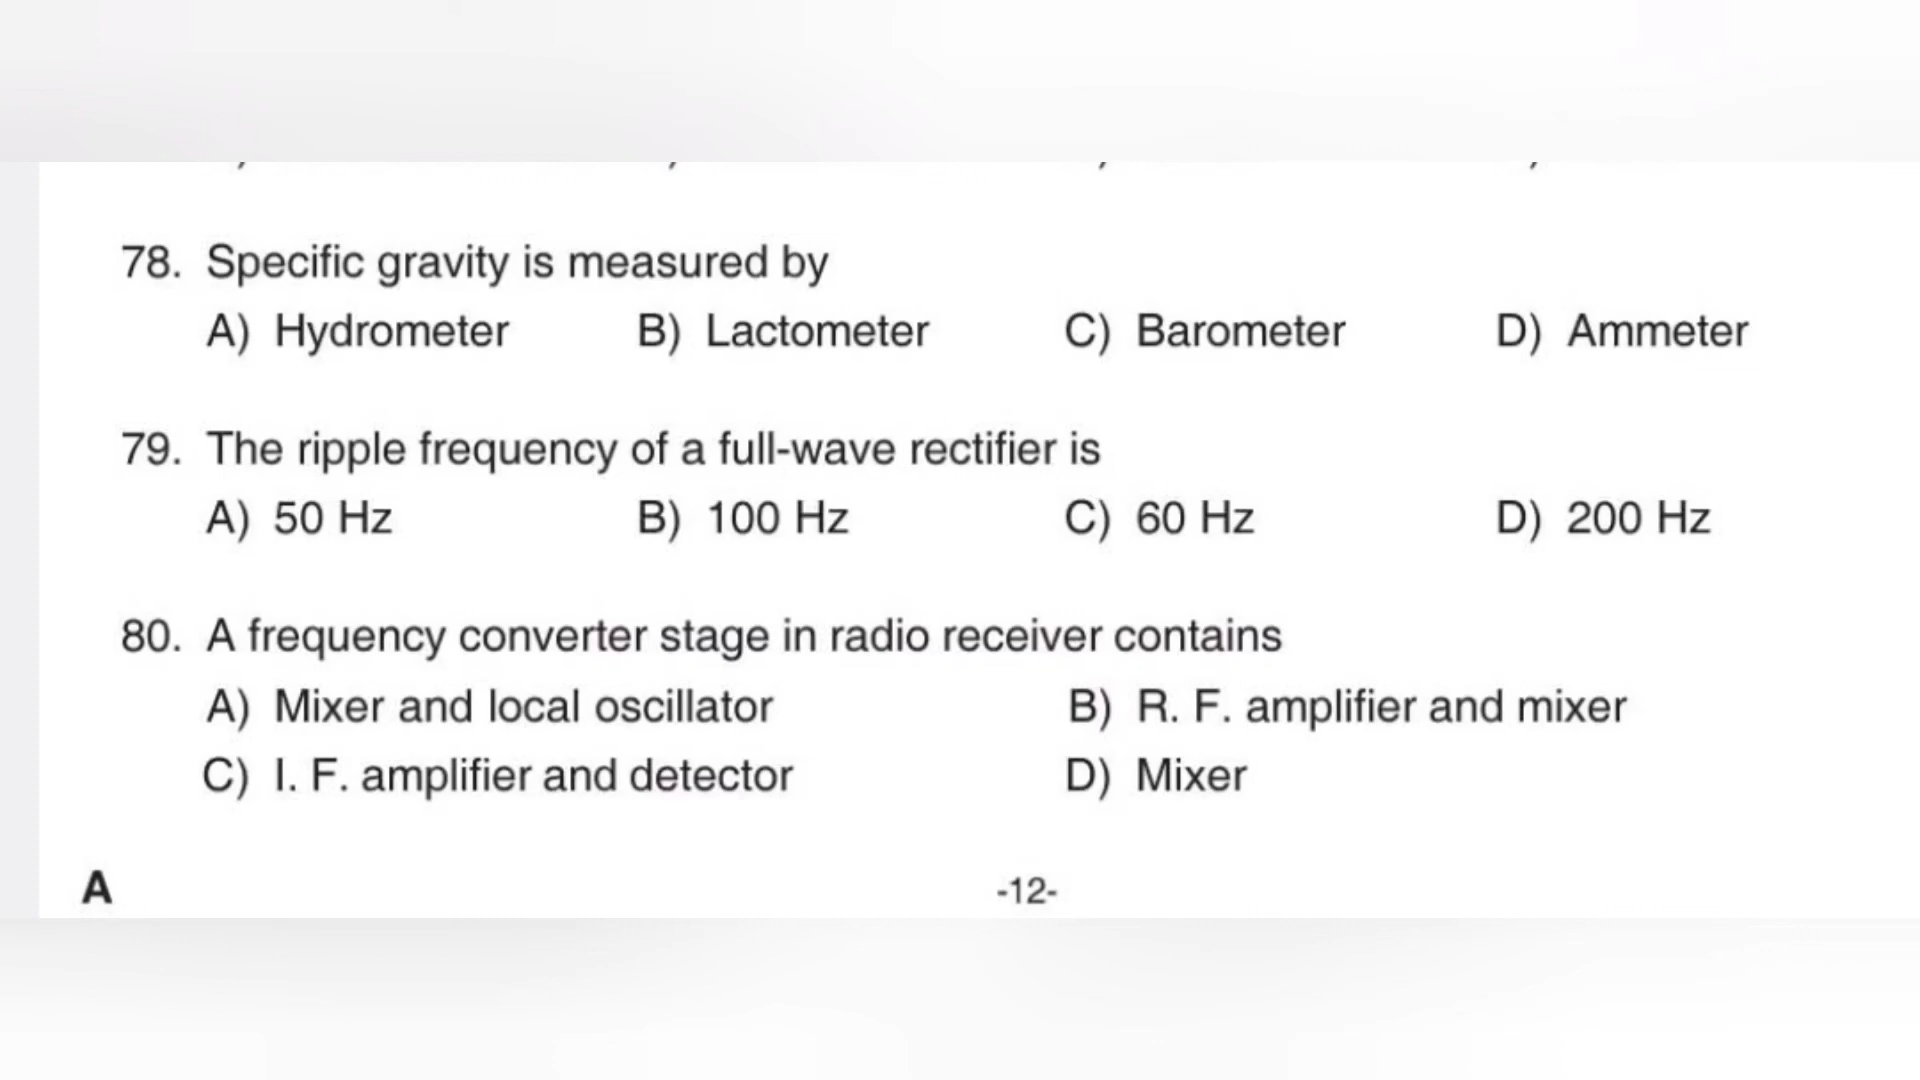 78. Specific gravity is measured by
A) Hydrometer B) Lactometer C) Barometer D) Ammeter
79. The ripple frequency of a full-wave rectifier is
A) 50 Hz B) 100 Hz C) 60 Hz D) 200 Hz
80. A frequency converter stage in radio receiver contains
A) Mixer and local oscillator B) R. F. amplifier and mixer
C) I. F. amplifier and detector D) Mixer
A -12-